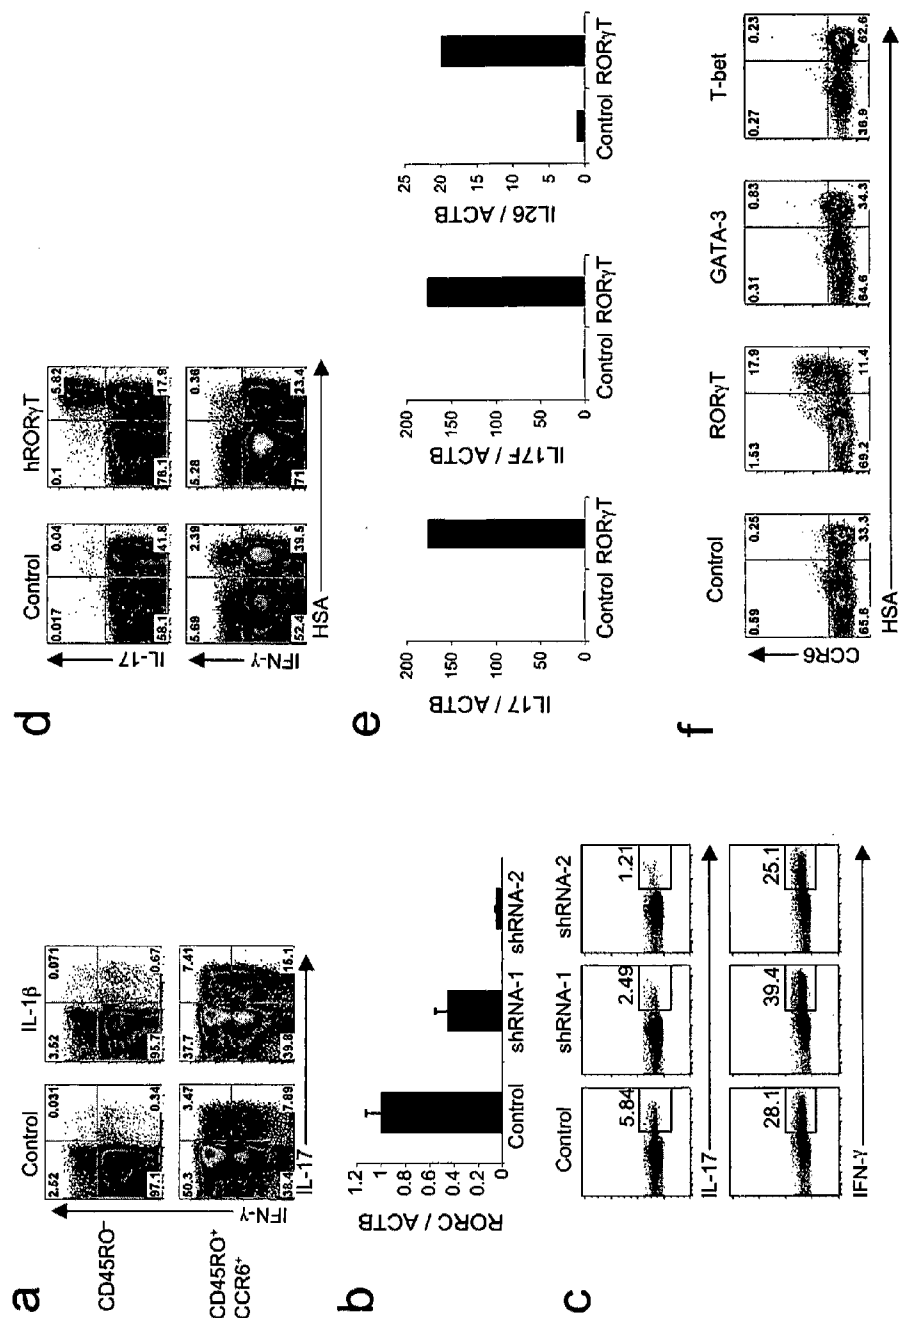 a
Control
IL-1β
CD45RO⁻
2.52
0.031
97.1
0.34
3.52
0.071
95.7
0.67
CD45RO⁺
CCR6⁺
50.3
3.47
38.4
7.89
37.7
7.41
39.8
15.1
IFN-γ
IL-17
b
RORC / ACTB
1.2
1
0.8
0.6
0.4
0.2
0
Control
shRNA-1
shRNA-2
c
Control
shRNA-1
shRNA-2
5.84
2.49
1.21
IL-17
28.1
39.4
25.1
IFN-γ
d
Control
hRORγT
IL-17
0.017
0.04
58.1
41.8
0.1
5.82
76.1
17.9
IFN-γ
5.69
2.39
52.4
39.5
5.28
0.36
71
23.4
HSA
e
IL17 / ACTB
200
150
100
50
0
Control
RORγT
IL17F / ACTB
200
150
100
50
0
Control
RORγT
IL26 / ACTB
25
20
15
10
5
0
Control
RORγT
f
Control
RORγT
GATA-3
T-bet
CCR6
0.59
0.25
65.8
33.3
1.53
17.9
69.2
11.4
0.31
0.83
64.6
34.3
0.27
0.23
36.9
62.6
HSA